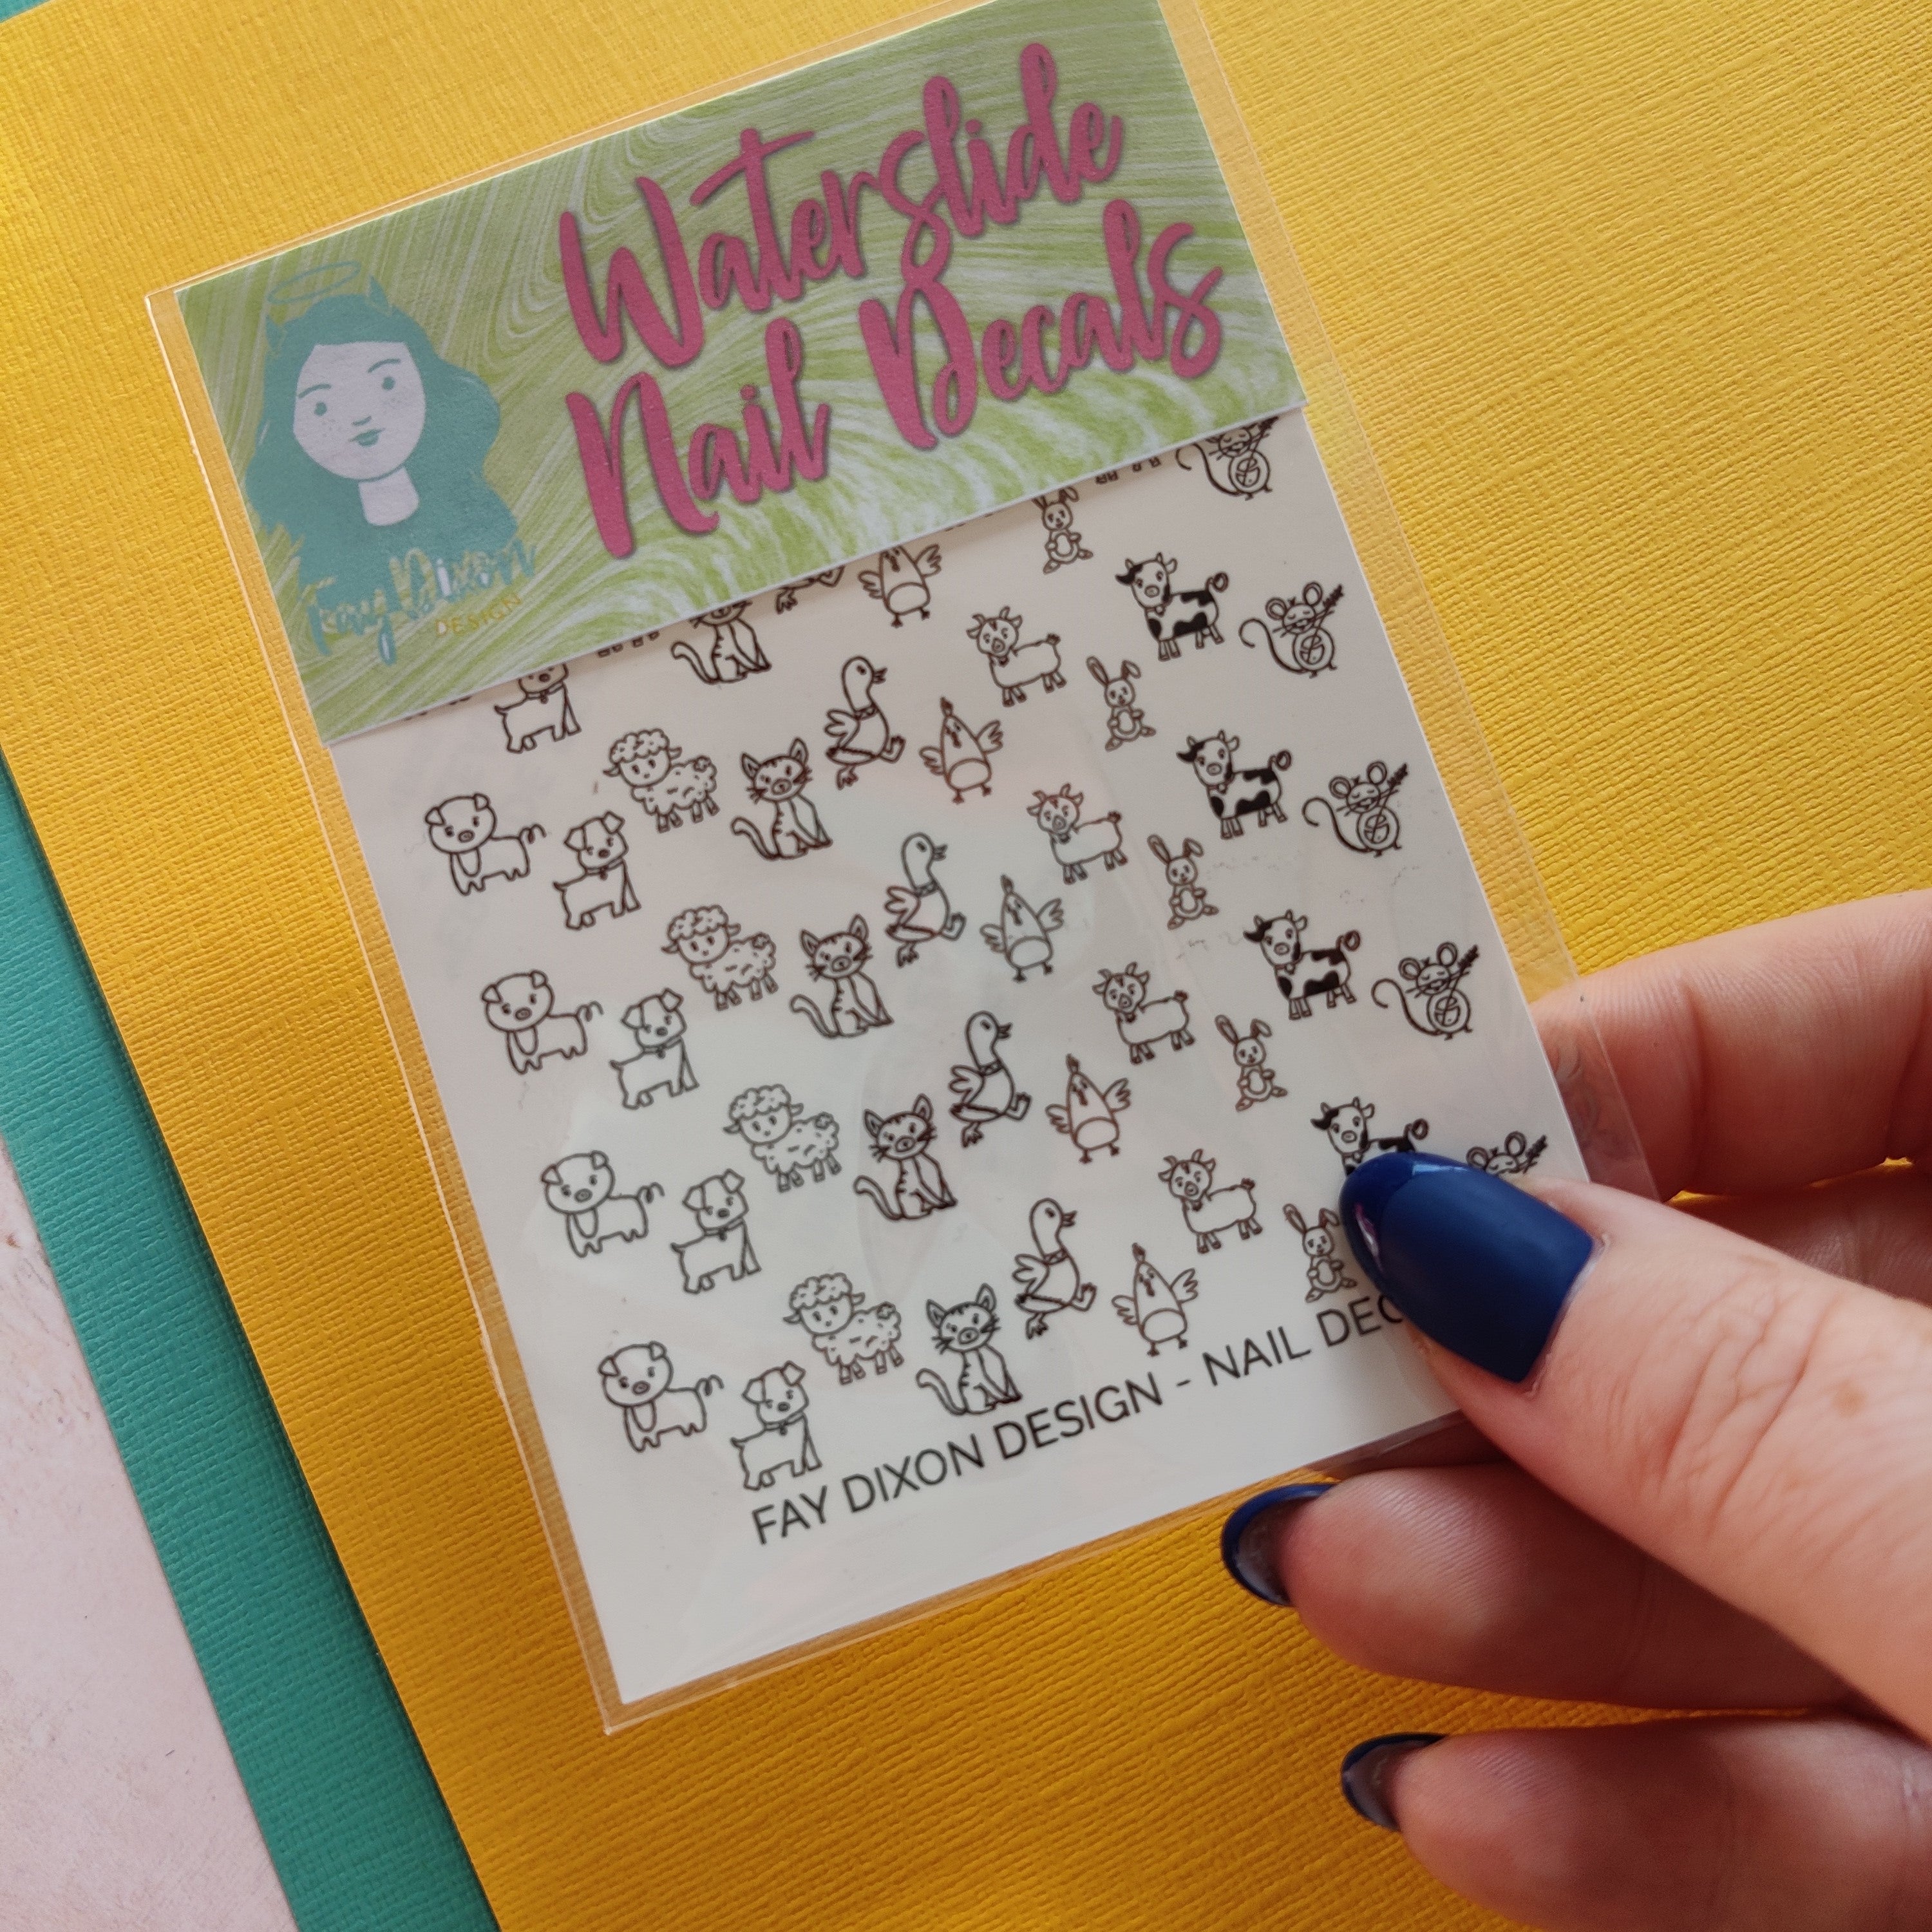 Waterslide
Nail Decals
Fay Dixon
DESIGN
FAY DIXON DESIGN - NAIL DEC